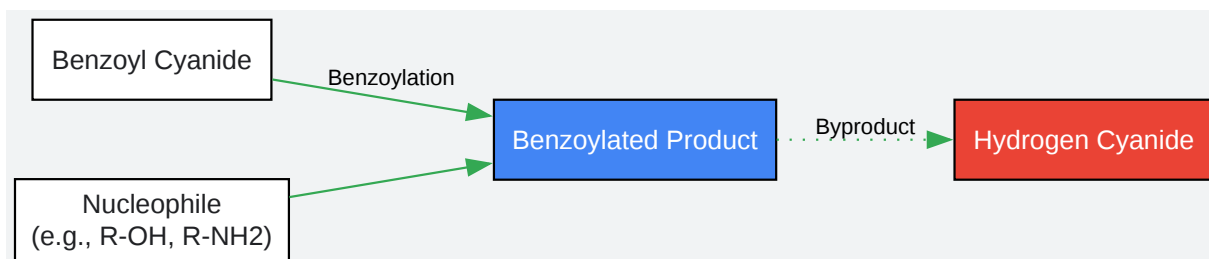 Benzoyl Cyanide
Benzoylation
Benzoylated Product
Byproduct
Hydrogen Cyanide
Nucleophile
(e.g., R-OH, R-NH2)